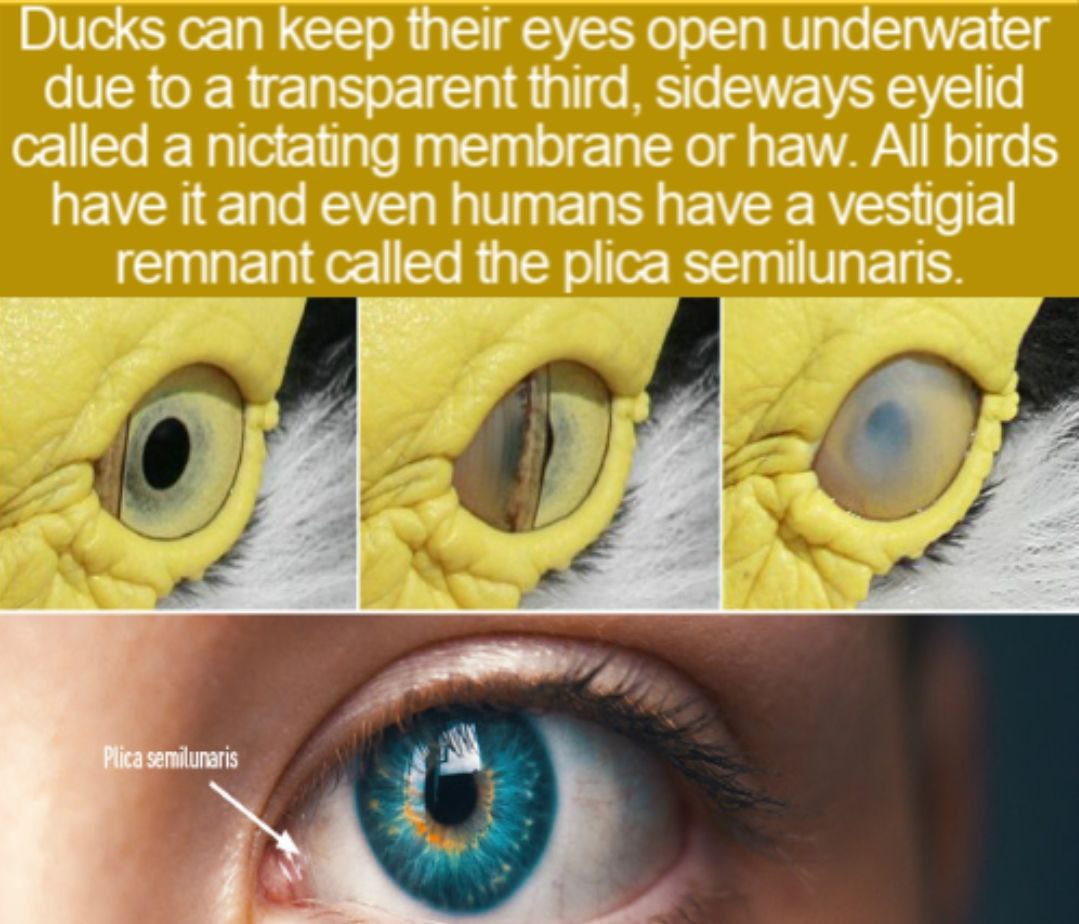 Ducks can keep their eyes open underwater
due to a transparent third, sideways eyelid
called a nictating membrane or haw. All birds
have it and even humans have a vestigial
remnant called the plica semilunaris.
Plica semilunaris